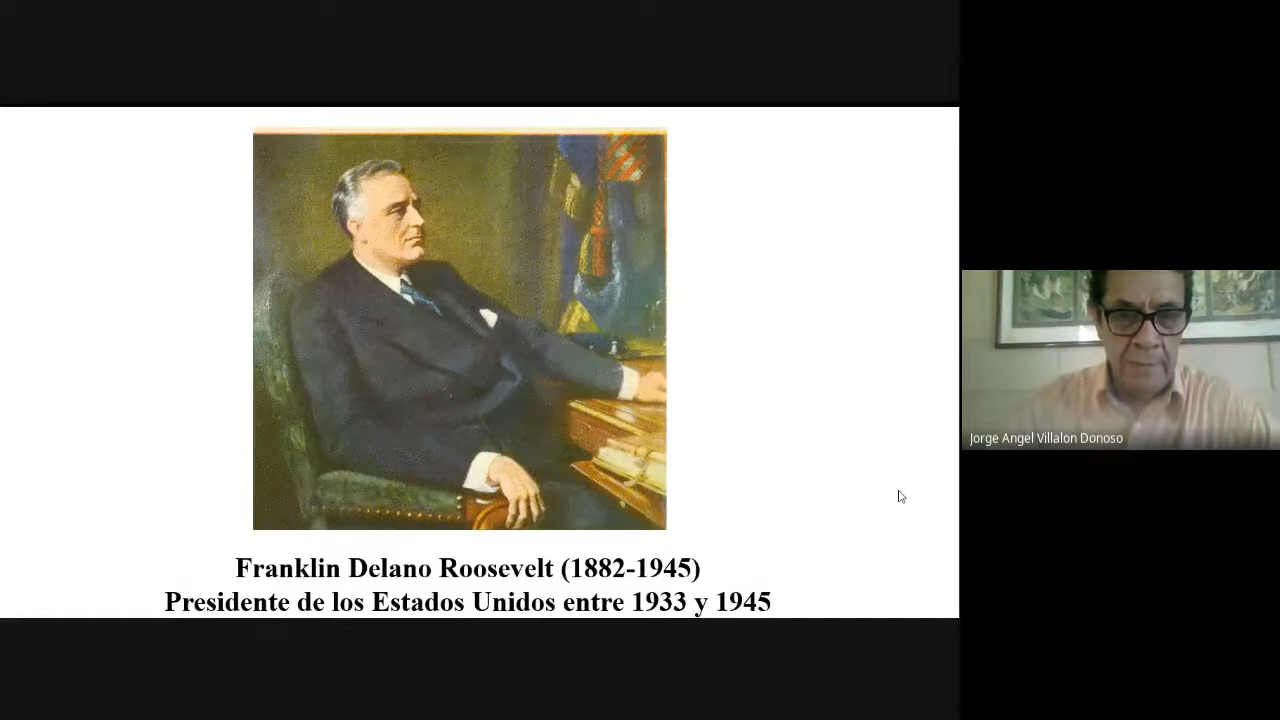 Franklin Delano Roosevelt (1882-1945)
Presidente de los Estados Unidos entre 1933 y 1945
Jorge Angel Villalon Donoso